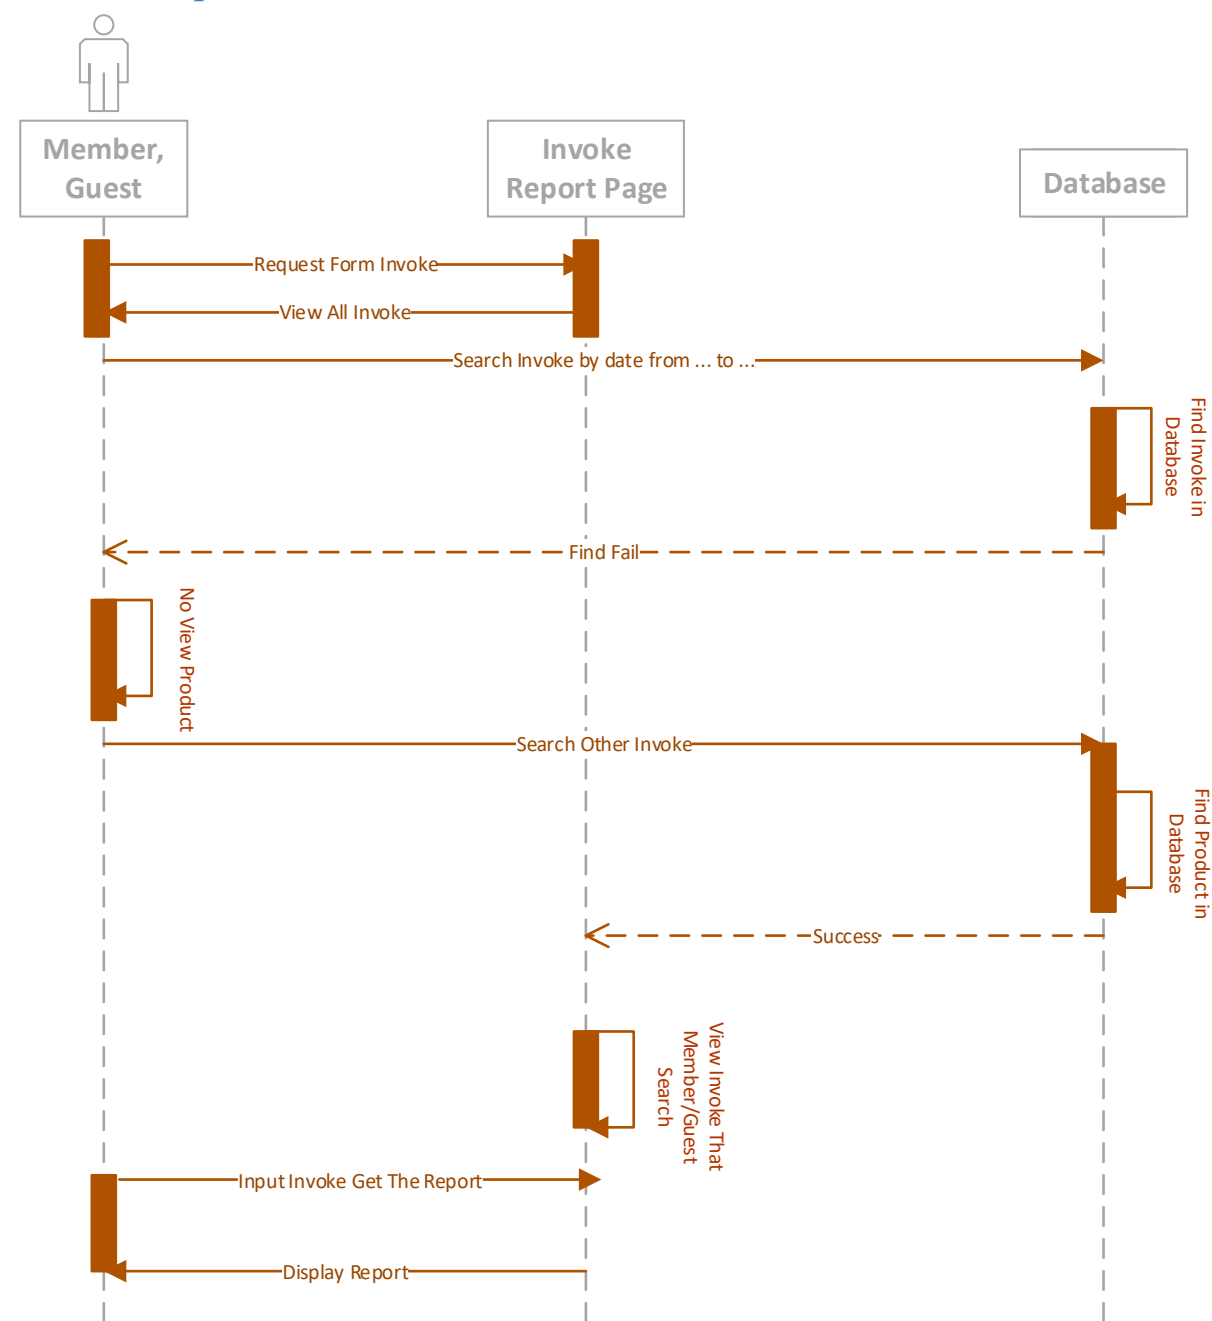 Member,
Guest
Invoke
Report Page
Database
Request Form Invoke
View All Invoke
Search Invoke by date from ... to ...
Find Invoke in
Database
Find Fail
No View Product
Search Other Invoke
Find Product in
Database
Success
View Invoke That
Member/Guest
Search
Input Invoke Get The Report
Display Report